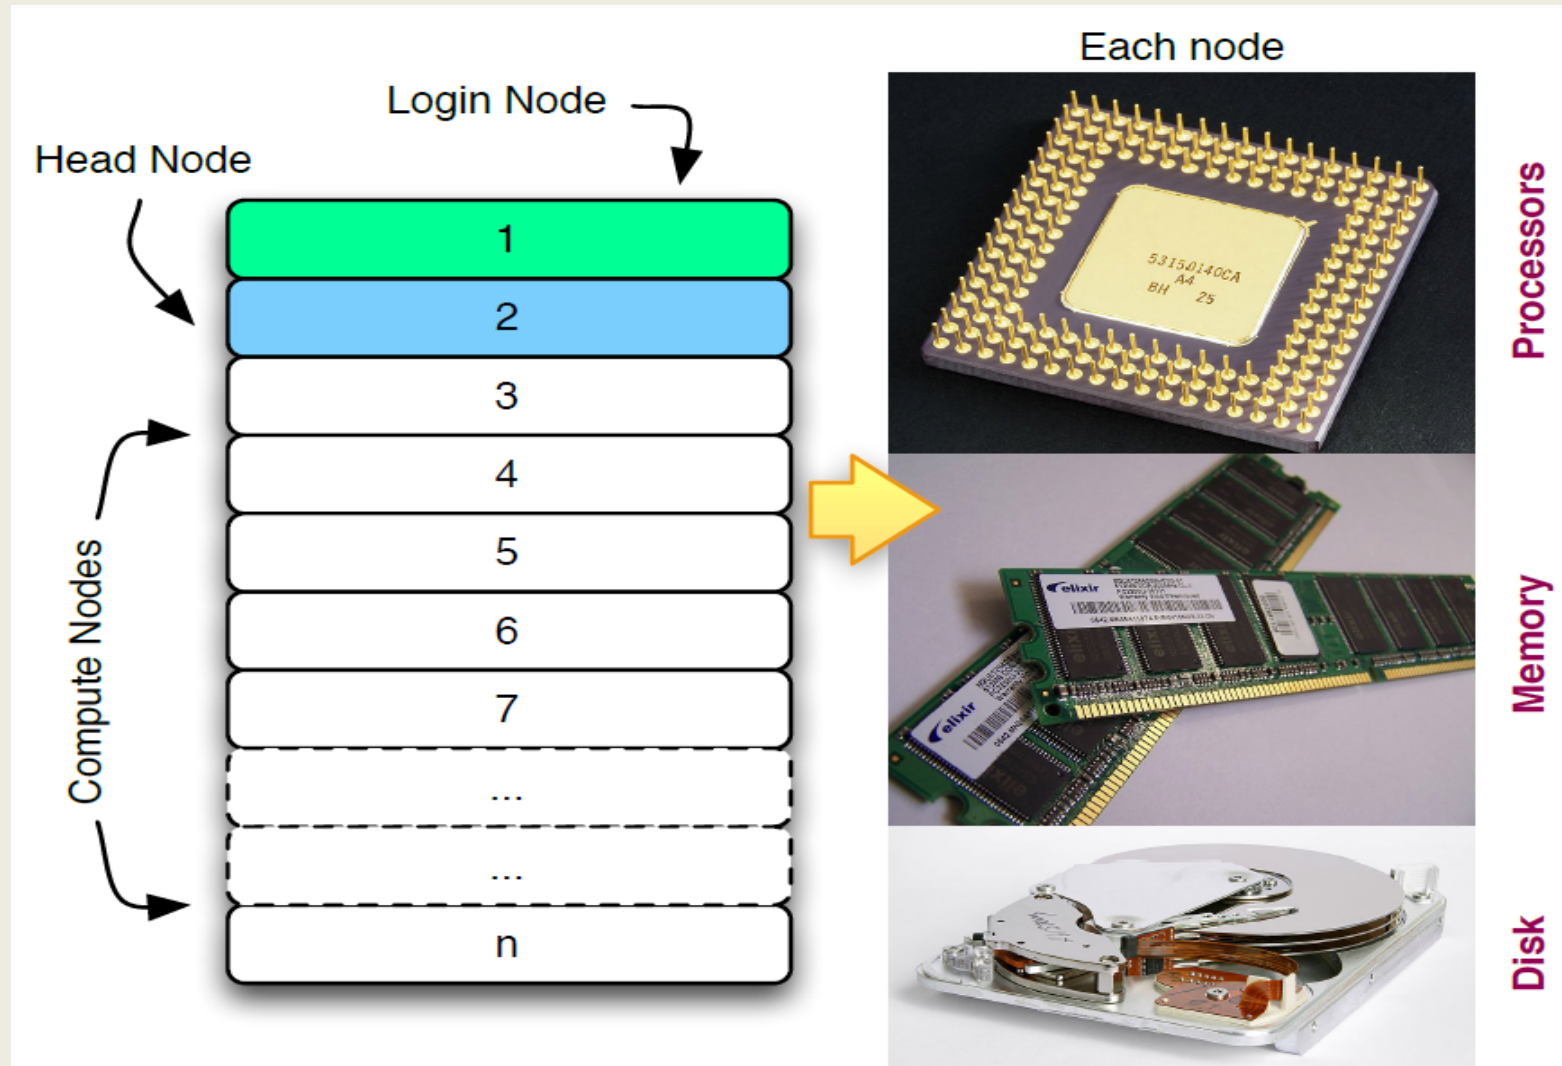 Each node
Login Node
Head Node
1
2
3
4
5
6
7
...
...
n
Compute Nodes
53150140CA
A4
BH 25
elixir
elixir
Processors
Memory
Disk